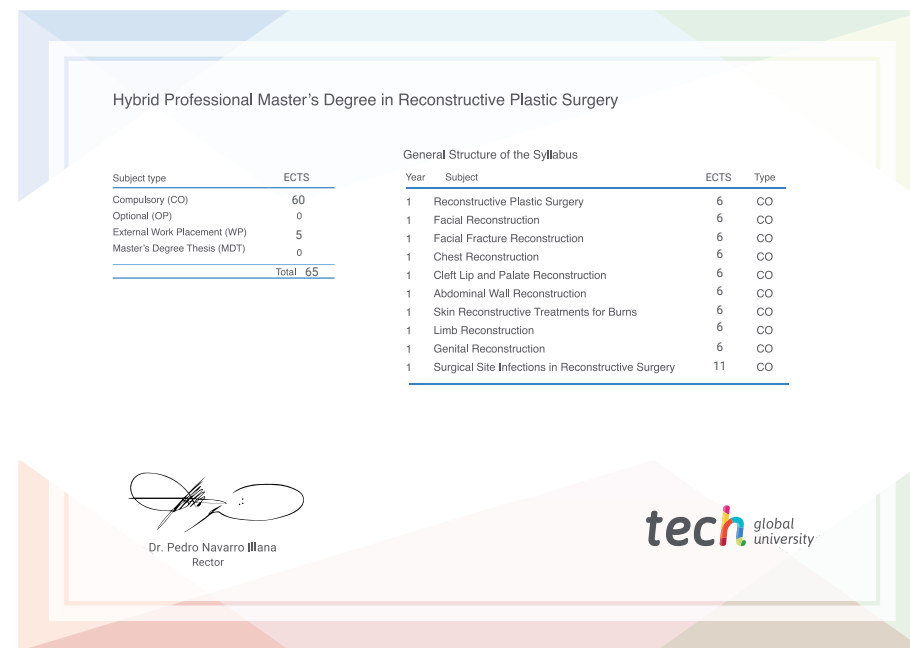 Hybrid Professional Master's Degree in Reconstructive Plastic Surgery
Subject type ECTS
Compulsory (CO) 60
Optional (OP) 0
External Work Placement (WP) 5
Master's Degree Thesis (MDT) 0
Total 65
General Structure of the Syllabus
Year Subject ECTS Type
1 Reconstructive Plastic Surgery 6 CO
1 Facial Reconstruction 6 CO
1 Facial Fracture Reconstruction 6 CO
1 Chest Reconstruction 6 CO
1 Cleft Lip and Palate Reconstruction 6 CO
1 Abdominal Wall Reconstruction 6 CO
1 Skin Reconstructive Treatments for Burns 6 CO
1 Limb Reconstruction 6 CO
1 Genital Reconstruction 6 CO
1 Surgical Site Infections in Reconstructive Surgery 11 CO
Dr. Pedro Navarro Illana
Rector
tech global
university